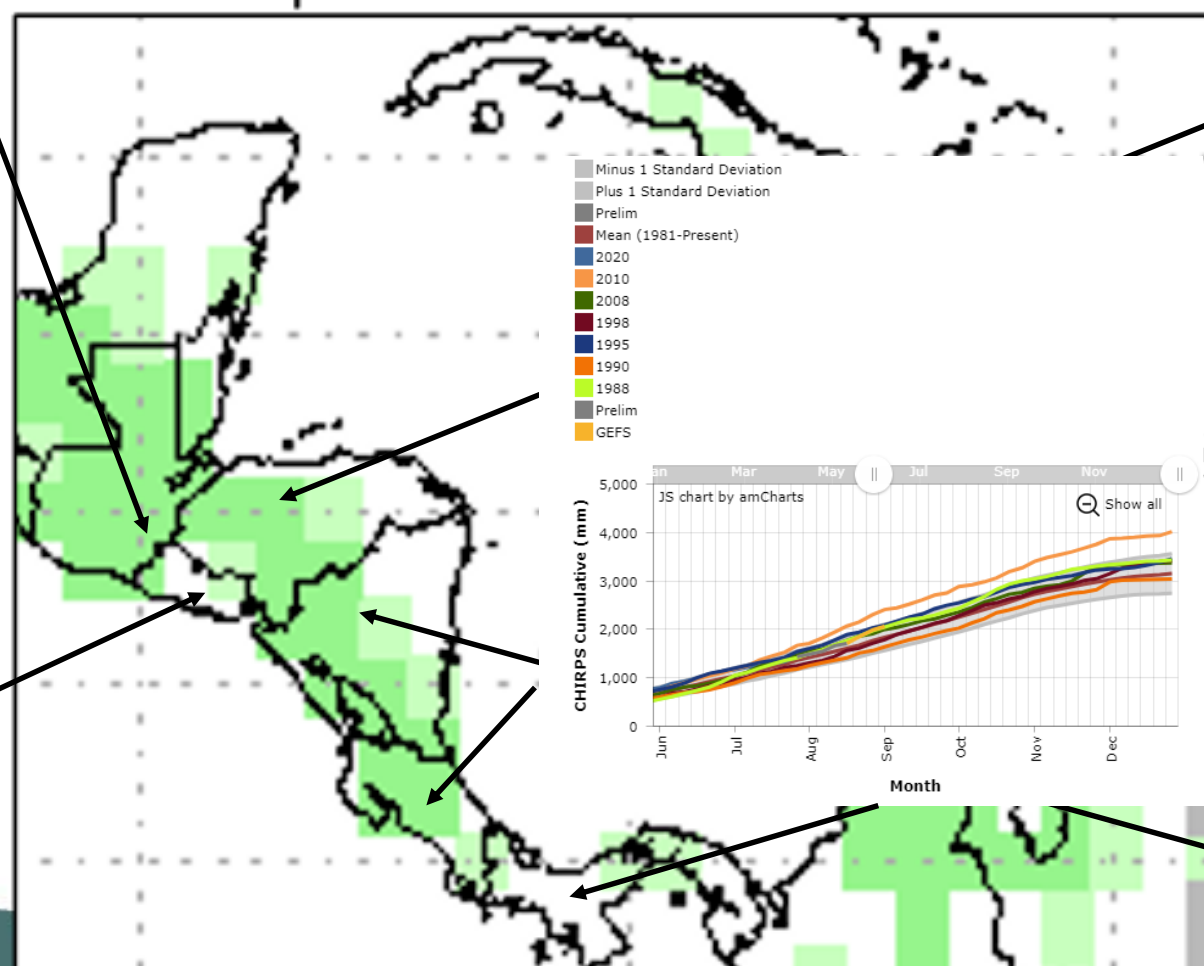 Minus 1 Standard Deviation
Plus 1 Standard Deviation
Prelim
Mean (1981-Present)
2020
2010
2008
1998
1995
1990
1988
Prelim
GEFS
an Mar May Jul Sep Nov
JS chart by amCharts
Show all
CHIRPS Cumulative (mm)
5,000
4,000
3,000
2,000
1,000
0
Jun Jul Aug Sep Oct Nov Dec
Month